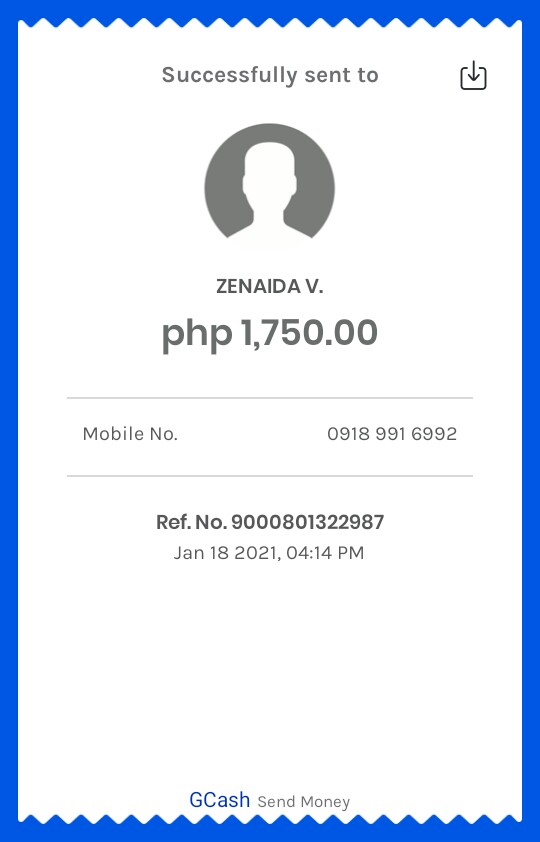 Successfully sent to
ZENAIDA V.
php 1,750.00
Mobile No. 0918 991 6992
Ref. No. 9000801322987
Jan 18 2021, 04:14 PM
GCash Send Money